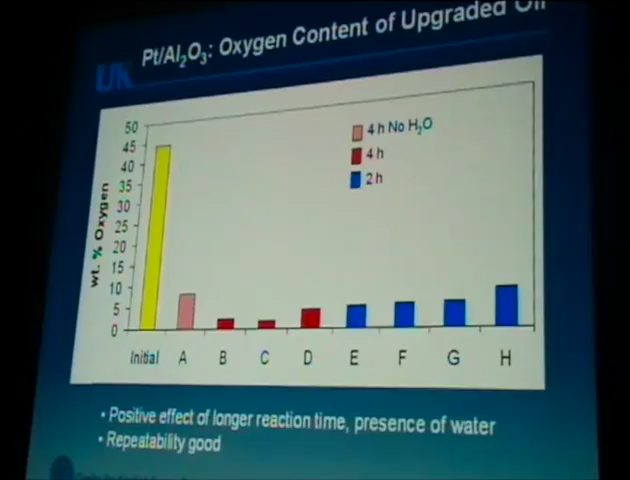 Pt/Al₂O₃: Oxygen Content of Upgraded Oil
UK
4 h No H₂O
4 h
2 h
wt. % Oxygen
50
45
40
35
30
25
20
15
10
5
0
Initial A B C D E F G H
• Positive effect of longer reaction time, presence of water
• Repeatability good